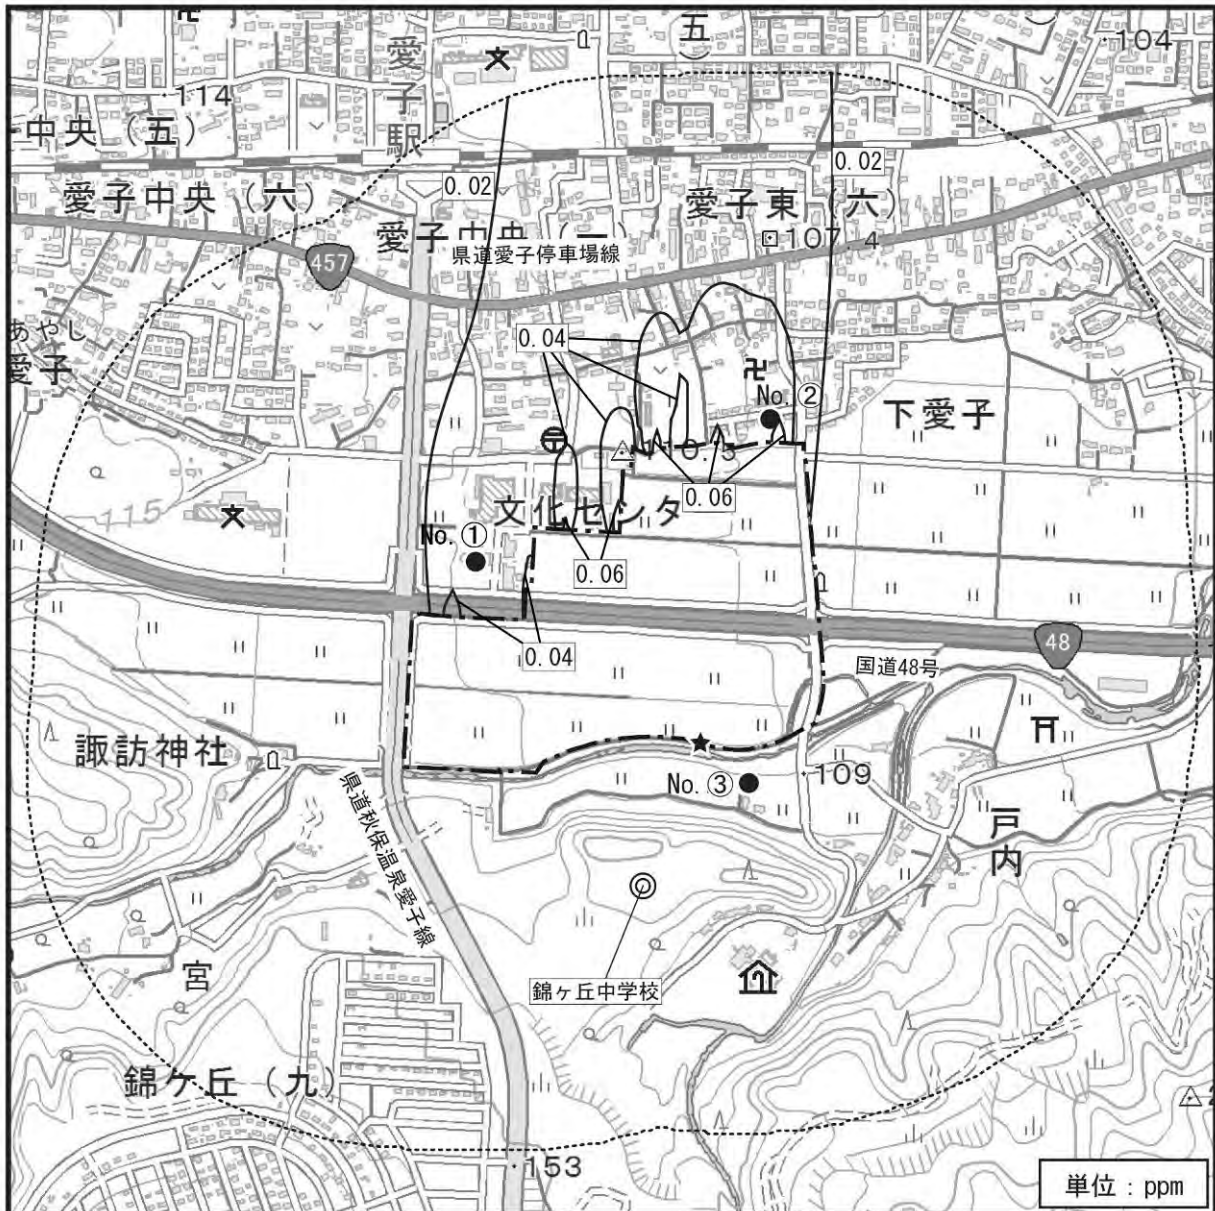 五
104
愛子駅
114
中央（五）
0.02
0.02
愛子中央（六）
愛子東（六）
愛子中央（一）
107.4
県道愛子停車場線
457
あやし
愛子
0.04
No.②
下愛子
110.5
0.06
115
文化センタ
No.①
0.06
0.04
48
国道48号
諏訪神社
No.③
109
県道秋保温泉愛子線
戸内
宮
錦ヶ丘中学校
錦ケ丘（九）
153
単位：ppm